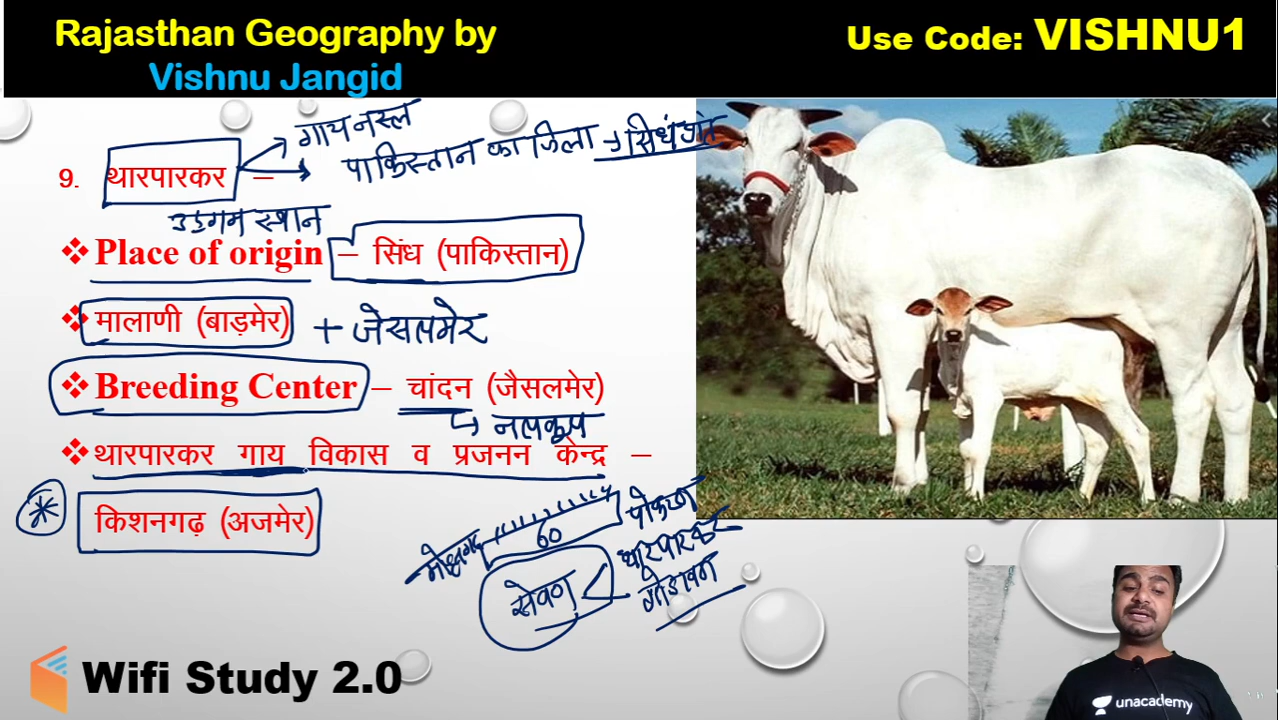 Rajasthan Geography by
Vishnu Jangid
Use Code: VISHNU1
गाय नस्ल
पाकिस्तान का जिला → सिंध प्रांत
9. थारपारकर –
उद्गम स्थान
❖ Place of origin – सिंध (पाकिस्तान)
❖ मालाणी (बाड़मेर) + जैसलमेर
❖ Breeding Center – चांदन (जैसलमेर)
नलकूप
❖ थारपारकर गाय विकास व प्रजनन केन्द्र –
किशनगढ़ (अजमेर)
पोकरण
60
मोहनगढ़
थारपारकर
सेवण
गोडावण
Wifi Study 2.0
unacademy